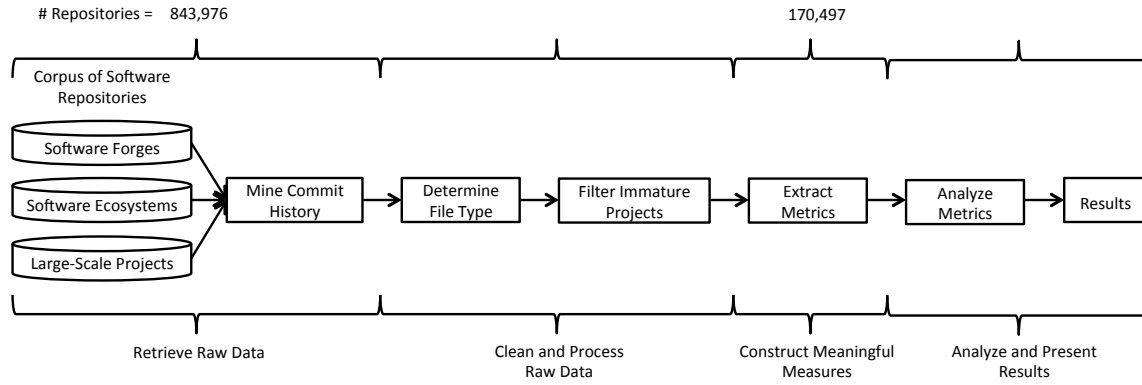 # Repositories = 843,976
170,497
Corpus of Software
Repositories
Software Forges
Software Ecosystems
Large-Scale Projects
Mine Commit
History
Determine
File Type
Filter Immature
Projects
Extract
Metrics
Analyze
Metrics
Results
Retrieve Raw Data
Clean and Process
Raw Data
Construct Meaningful
Measures
Analyze and Present
Results